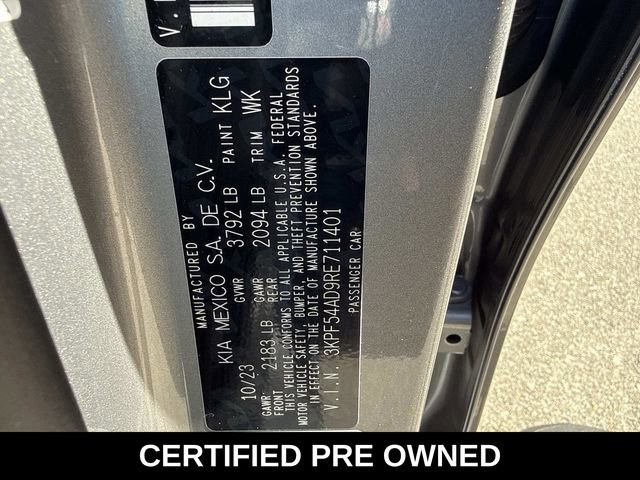 V.
MANUFACTURED BY
KIA MEXICO S.A. DE C.V.
10/23 GVWR 3792 LB PAINT KLG
GAWR FRONT 2183 LB GAWR REAR 2094 LB TRIM WK
THIS VEHICLE CONFORMS TO ALL APPLICABLE U.S.A. FEDERAL
MOTOR VEHICLE SAFETY, BUMPER, AND THEFT PREVENTION STANDARDS
IN EFFECT ON THE DATE OF MANUFACTURE SHOWN ABOVE.
V.I.N. 3KPF54AD9RE711401
PASSENGER CAR
CERTIFIED PRE OWNED